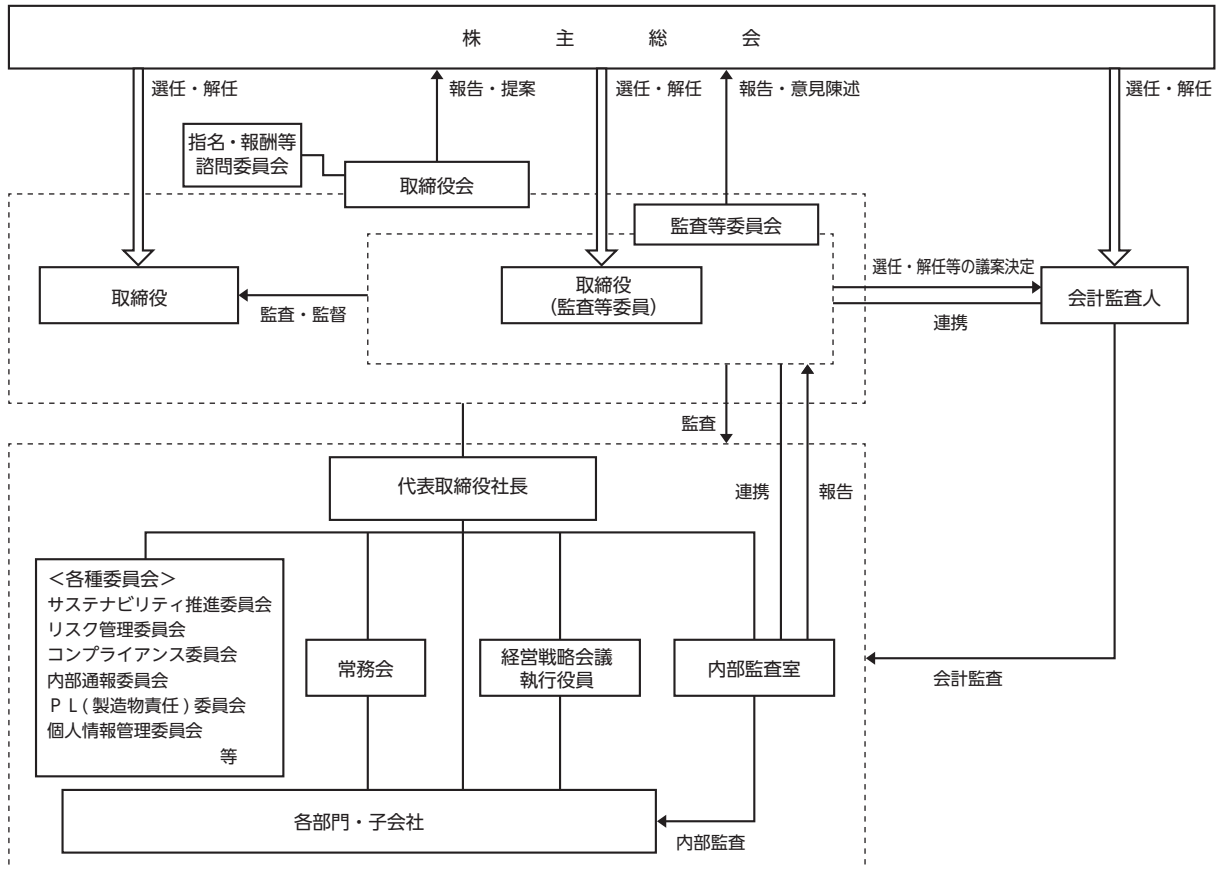 株主総会
選任・解任
報告・提案
選任・解任
報告・意見陳述
選任・解任
指名・報酬等
諮問委員会
取締役会
監査等委員会
取締役
監査・監督
取締役
(監査等委員)
選任・解任等の議案決定
会計監査人
連携
監査
代表取締役社長
連携
報告
<各種委員会>
サステナビリティ推進委員会
リスク管理委員会
コンプライアンス委員会
内部通報委員会
PL(製造物責任)委員会
個人情報管理委員会
等
常務会
経営戦略会議
執行役員
内部監査室
会計監査
各部門・子会社
内部監査